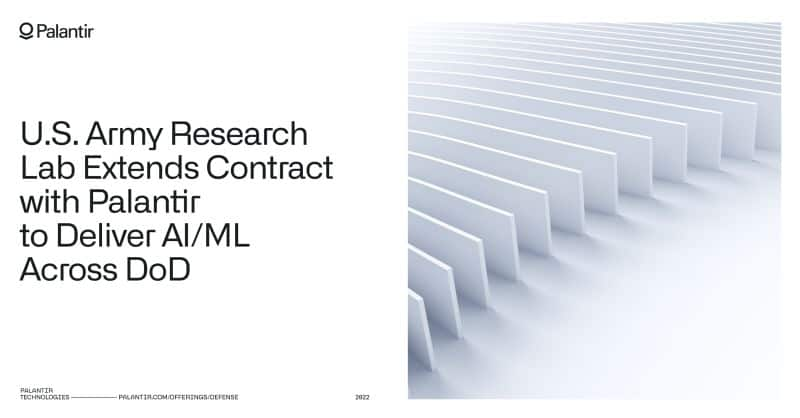 Palantir
U.S. Army Research
Lab Extends Contract
with Palantir
to Deliver AI/ML
Across DoD
PALANTIR
TECHNOLOGIES PALANTIR.COM/OFFERINGS/DEFENSE 2022